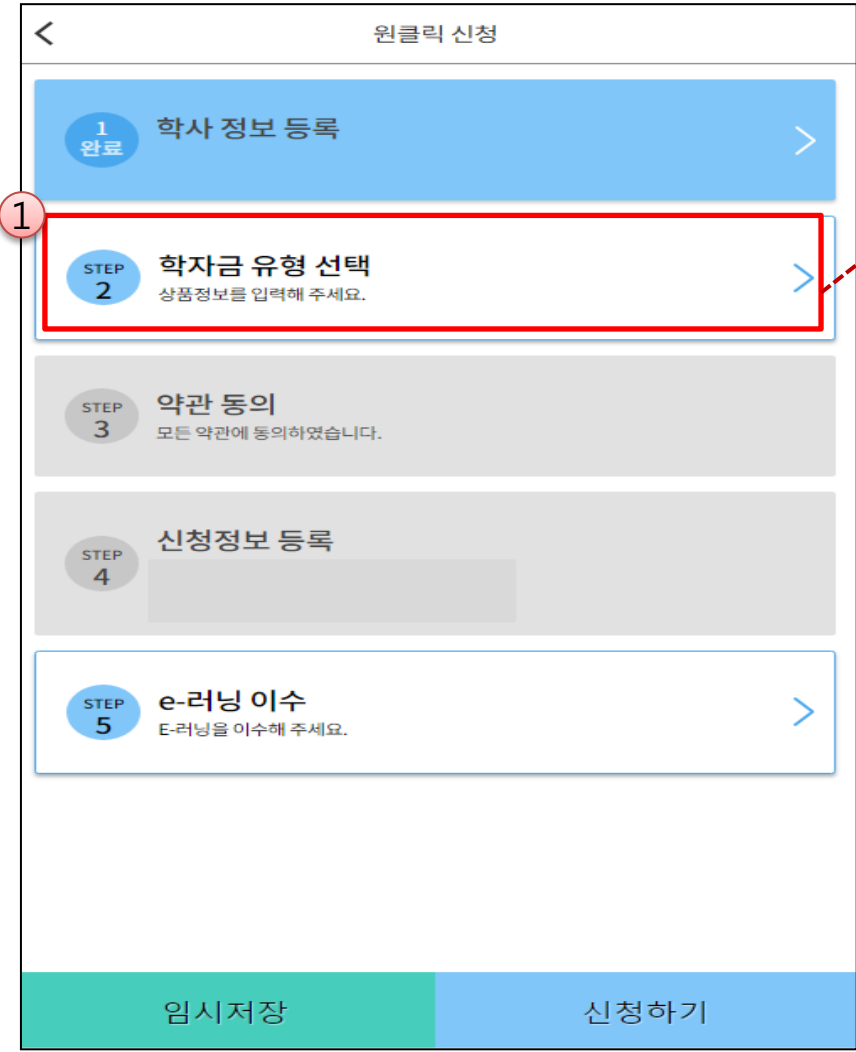 원클릭 신청
1
완료
학사 정보 등록
1
STEP
2
학자금 유형 선택
상품정보를 입력해 주세요.
STEP
3
약관 동의
모든 약관에 동의하였습니다.
STEP
4
신청정보 등록
STEP
5
e-러닝 이수
E-러닝을 이수해 주세요.
임시저장
신청하기